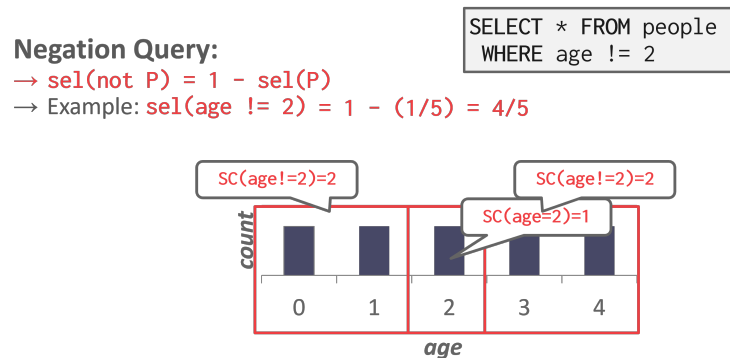 SELECT * FROM people
WHERE age != 2
Negation Query:
→ sel(not P) = 1 - sel(P)
→ Example: sel(age != 2) = 1 - (1/5) = 4/5
SC(age!=2)=2
SC(age!=2)=2
SC(age=2)=1
count
0 1 2 3 4
age